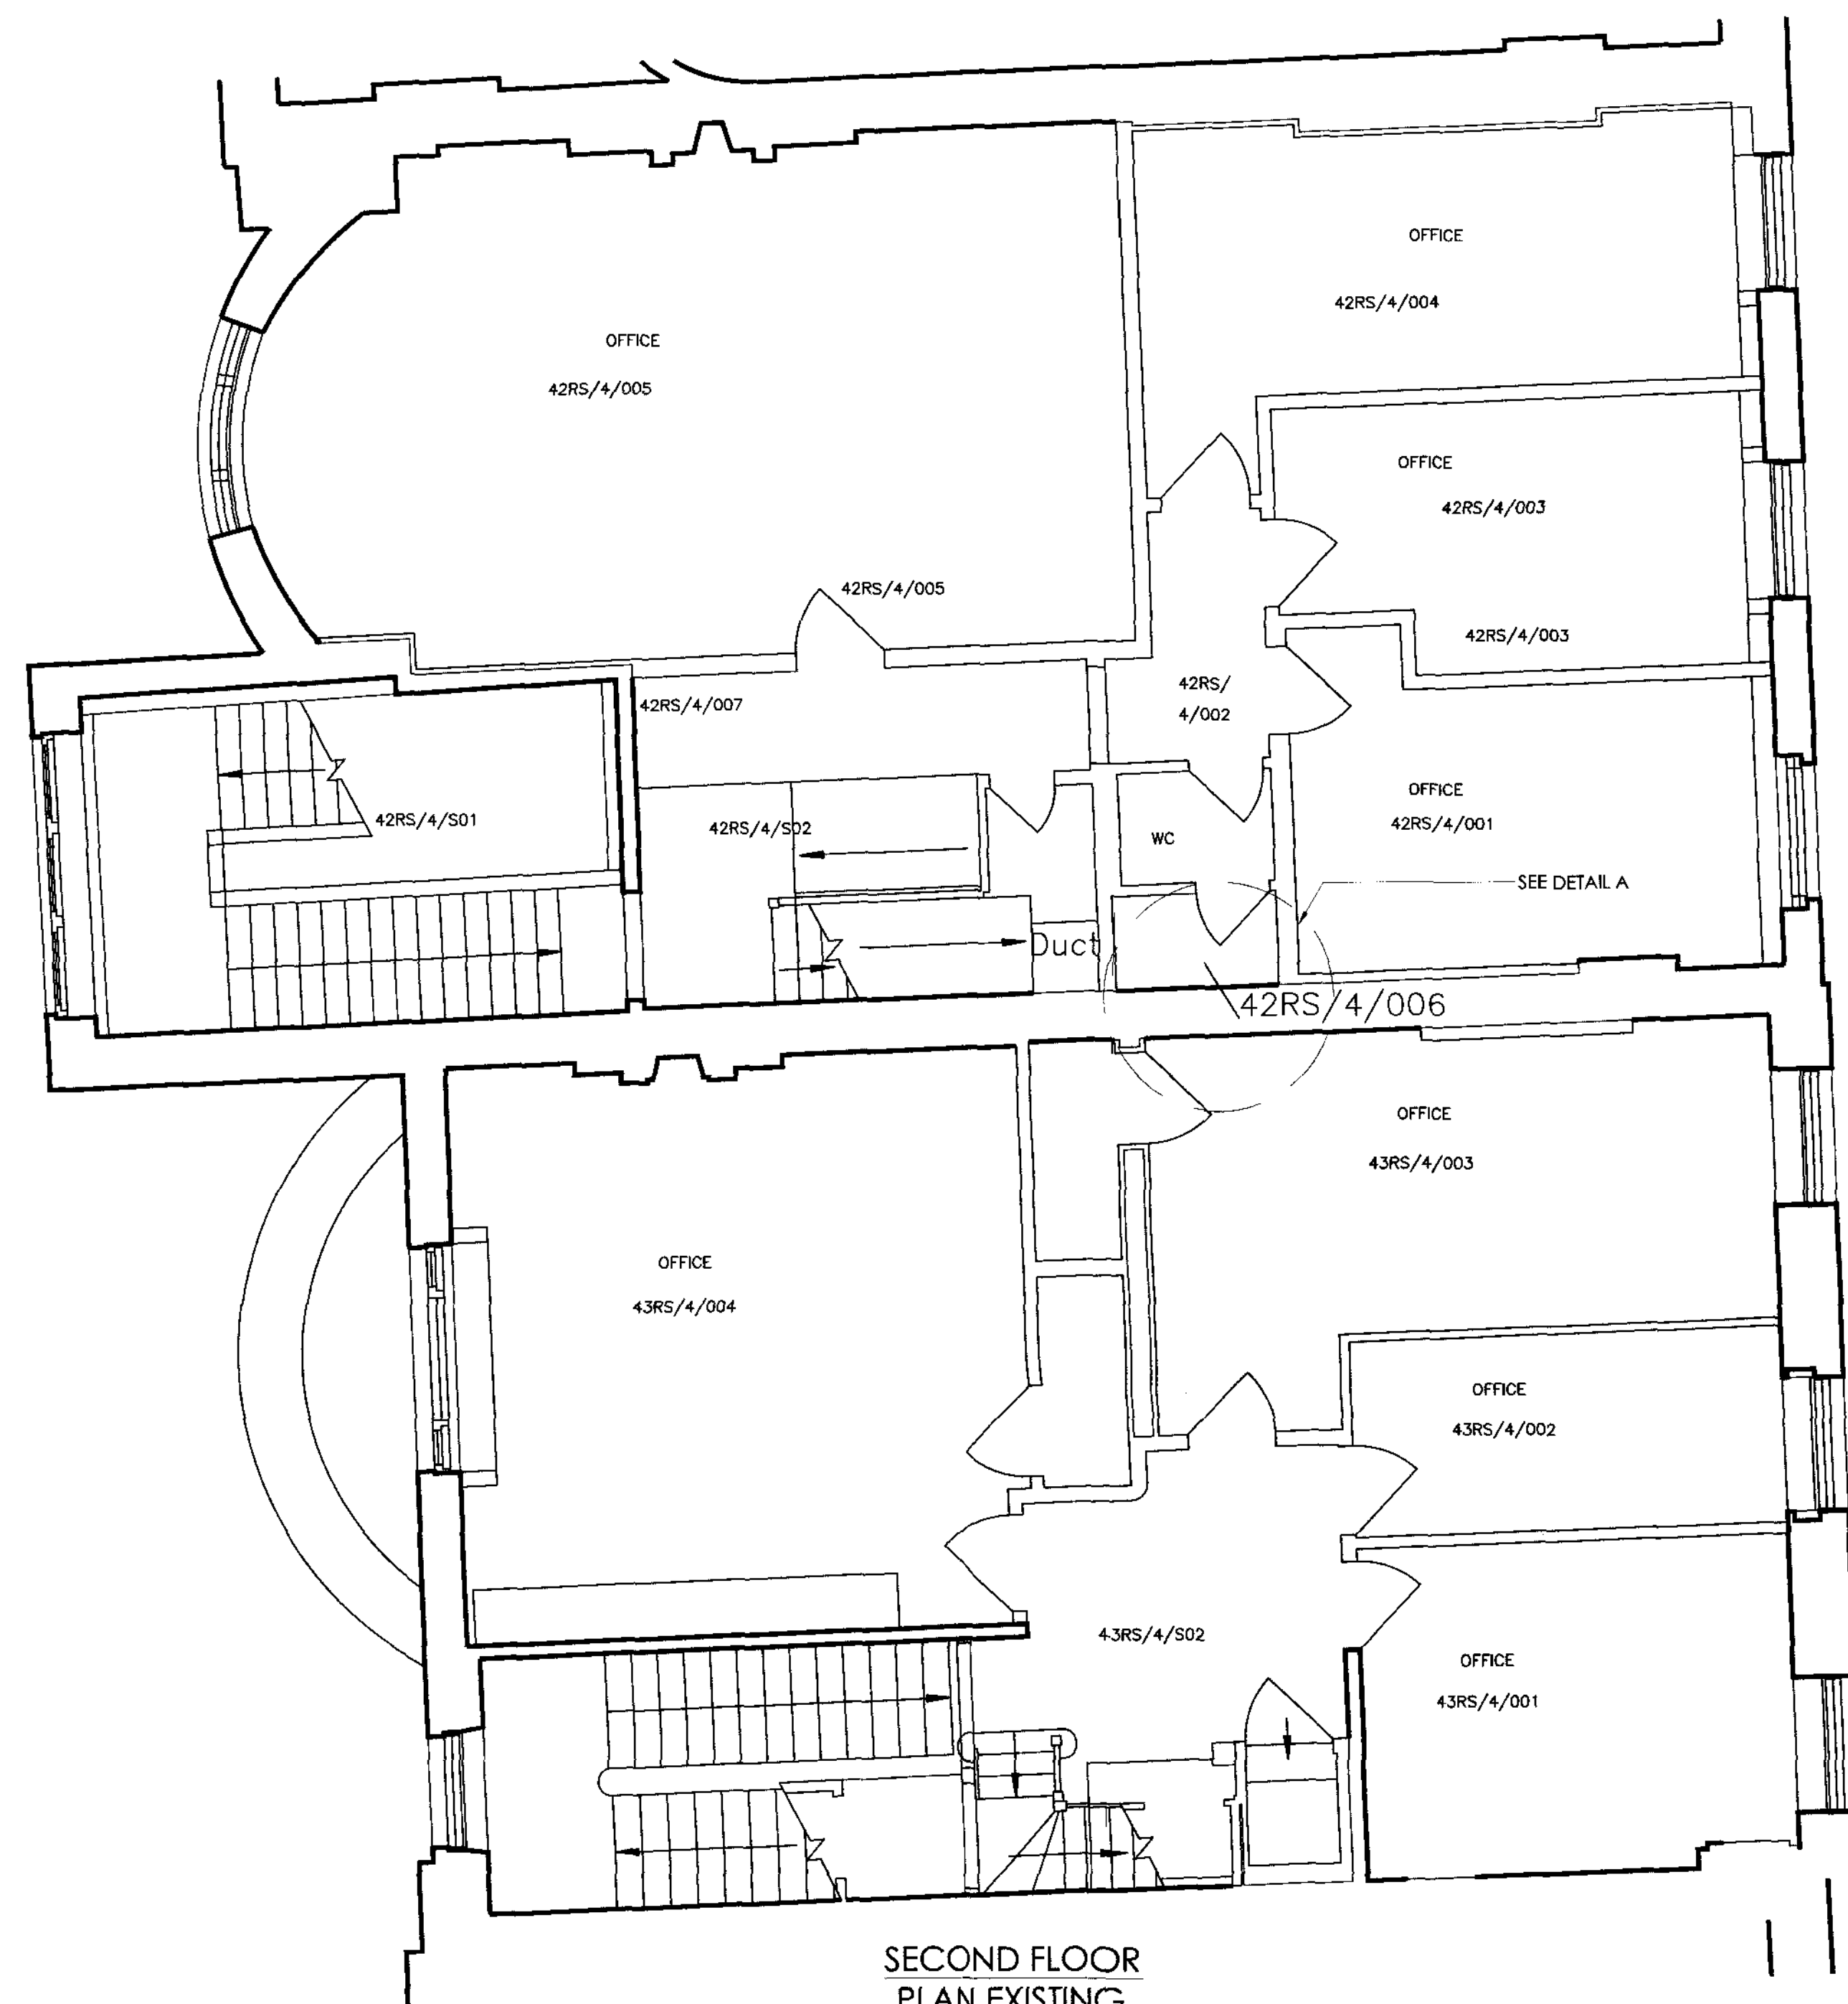 OFFICE
42RS/4/004
OFFICE
42RS/4/005
OFFICE
42RS/4/003
42RS/4/005
42RS/4/003
42RS/4/007
42RS/
4/002
OFFICE
42RS/4/001
42RS/4/S01
42RS/4/S02
WC
SEE DETAIL A
Duct
42RS/4/006
OFFICE
43RS/4/003
OFFICE
43RS/4/004
OFFICE
43RS/4/002
43RS/4/S02
OFFICE
43RS/4/001
SECOND FLOOR
PLAN EXISTING